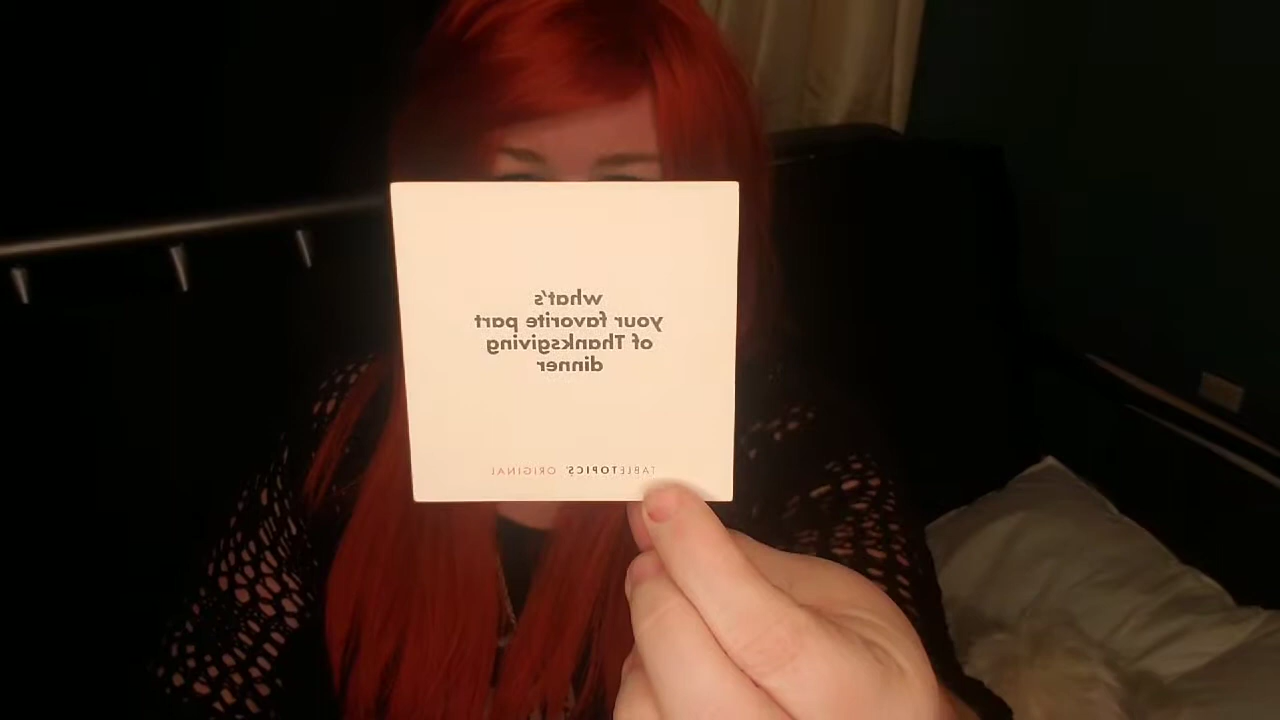 what's
your favorite part
of Thanksgiving
dinner
TABLETOPICS® ORIGINAL